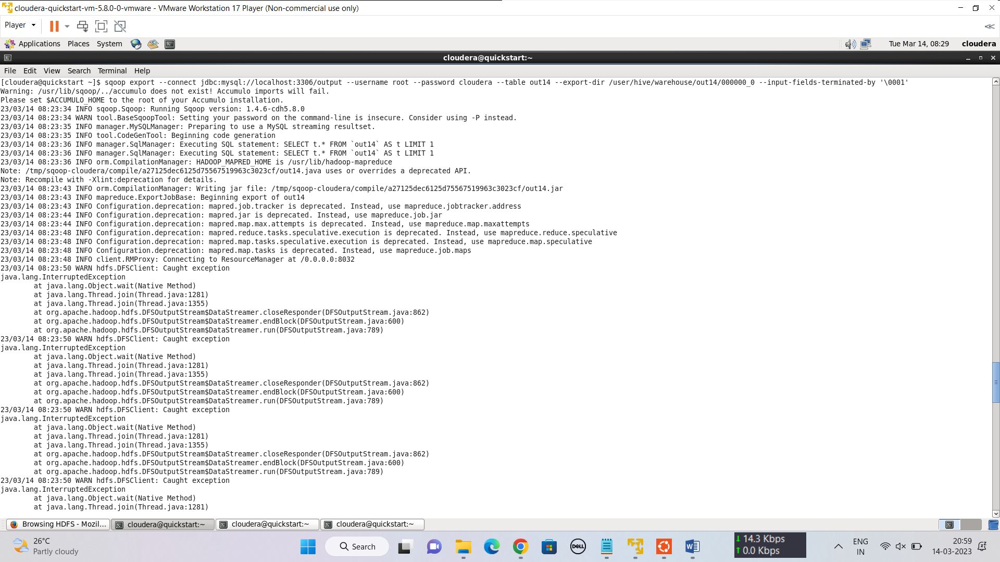 cloudera-quickstart-vm-5.8.0-0-vmware - VMware Workstation 17 Player (Non-commercial use only)
Player
Applications Places System Tue Mar 14, 08:29 cloudera
cloudera@quickstart:~
File Edit View Search Terminal Help
[cloudera@quickstart ~]$ sqoop export --connect jdbc:mysql://localhost:3306/output --username root --password cloudera --table out14 --export-dir /user/hive/warehouse/out14/000000_0 --input-fields-terminated-by '\0001'
Warning: /usr/lib/sqoop/../accumulo does not exist! Accumulo imports will fail.
Please set $ACCUMULO_HOME to the root of your Accumulo installation.
23/03/14 08:23:34 INFO sqoop.Sqoop: Running Sqoop version: 1.4.6-cdh5.8.0
23/03/14 08:23:34 WARN tool.BaseSqoopTool: Setting your password on the command-line is insecure. Consider using -P instead.
23/03/14 08:23:35 INFO manager.MySQLManager: Preparing to use a MySQL streaming resultset.
23/03/14 08:23:35 INFO tool.CodeGenTool: Beginning code generation
23/03/14 08:23:36 INFO manager.SqlManager: Executing SQL statement: SELECT t.* FROM `out14` AS t LIMIT 1
23/03/14 08:23:36 INFO manager.SqlManager: Executing SQL statement: SELECT t.* FROM `out14` AS t LIMIT 1
23/03/14 08:23:36 INFO orm.CompilationManager: HADOOP_MAPRED_HOME is /usr/lib/hadoop-mapreduce
Note: /tmp/sqoop-cloudera/compile/a27125dec6125d75567519963c3023cf/out14.java uses or overrides a deprecated API.
Note: Recompile with -Xlint:deprecation for details.
23/03/14 08:23:43 INFO orm.CompilationManager: Writing jar file: /tmp/sqoop-cloudera/compile/a27125dec6125d75567519963c3023cf/out14.jar
23/03/14 08:23:43 INFO mapreduce.ExportJobBase: Beginning export of out14
23/03/14 08:23:43 INFO Configuration.deprecation: mapred.job.tracker is deprecated. Instead, use mapreduce.jobtracker.address
23/03/14 08:23:44 INFO Configuration.deprecation: mapred.jar is deprecated. Instead, use mapreduce.job.jar
23/03/14 08:23:44 INFO Configuration.deprecation: mapred.map.max.attempts is deprecated. Instead, use mapreduce.map.maxattempts
23/03/14 08:23:48 INFO Configuration.deprecation: mapred.reduce.tasks.speculative.execution is deprecated. Instead, use mapreduce.reduce.speculative
23/03/14 08:23:48 INFO Configuration.deprecation: mapred.map.tasks.speculative.execution is deprecated. Instead, use mapreduce.map.speculative
23/03/14 08:23:48 INFO Configuration.deprecation: mapred.map.tasks is deprecated. Instead, use mapreduce.job.maps
23/03/14 08:23:48 INFO client.RMProxy: Connecting to ResourceManager at /0.0.0.0:8032
23/03/14 08:23:50 WARN hdfs.DFSClient: Caught exception
java.lang.InterruptedException
at java.lang.Object.wait(Native Method)
at java.lang.Thread.join(Thread.java:1281)
at java.lang.Thread.join(Thread.java:1355)
at org.apache.hadoop.hdfs.DFSOutputStream$DataStreamer.closeResponder(DFSOutputStream.java:862)
at org.apache.hadoop.hdfs.DFSOutputStream$DataStreamer.endBlock(DFSOutputStream.java:600)
at org.apache.hadoop.hdfs.DFSOutputStream$DataStreamer.run(DFSOutputStream.java:789)
23/03/14 08:23:50 WARN hdfs.DFSClient: Caught exception
java.lang.InterruptedException
at java.lang.Object.wait(Native Method)
at java.lang.Thread.join(Thread.java:1281)
at java.lang.Thread.join(Thread.java:1355)
at org.apache.hadoop.hdfs.DFSOutputStream$DataStreamer.closeResponder(DFSOutputStream.java:862)
at org.apache.hadoop.hdfs.DFSOutputStream$DataStreamer.endBlock(DFSOutputStream.java:600)
at org.apache.hadoop.hdfs.DFSOutputStream$DataStreamer.run(DFSOutputStream.java:789)
23/03/14 08:23:50 WARN hdfs.DFSClient: Caught exception
java.lang.InterruptedException
at java.lang.Object.wait(Native Method)
at java.lang.Thread.join(Thread.java:1281)
at java.lang.Thread.join(Thread.java:1355)
at org.apache.hadoop.hdfs.DFSOutputStream$DataStreamer.closeResponder(DFSOutputStream.java:862)
at org.apache.hadoop.hdfs.DFSOutputStream$DataStreamer.endBlock(DFSOutputStream.java:600)
at org.apache.hadoop.hdfs.DFSOutputStream$DataStreamer.run(DFSOutputStream.java:789)
23/03/14 08:23:50 WARN hdfs.DFSClient: Caught exception
java.lang.InterruptedException
at java.lang.Object.wait(Native Method)
at java.lang.Thread.join(Thread.java:1281)
Browsing HDFS - Mozil... cloudera@quickstart:~ cloudera@quickstart:~ cloudera@quickstart:~
26°C
Partly cloudy
Search
DELL
14.3 Kbps
0.0 Kbps
ENG
IN
20:59
14-03-2023